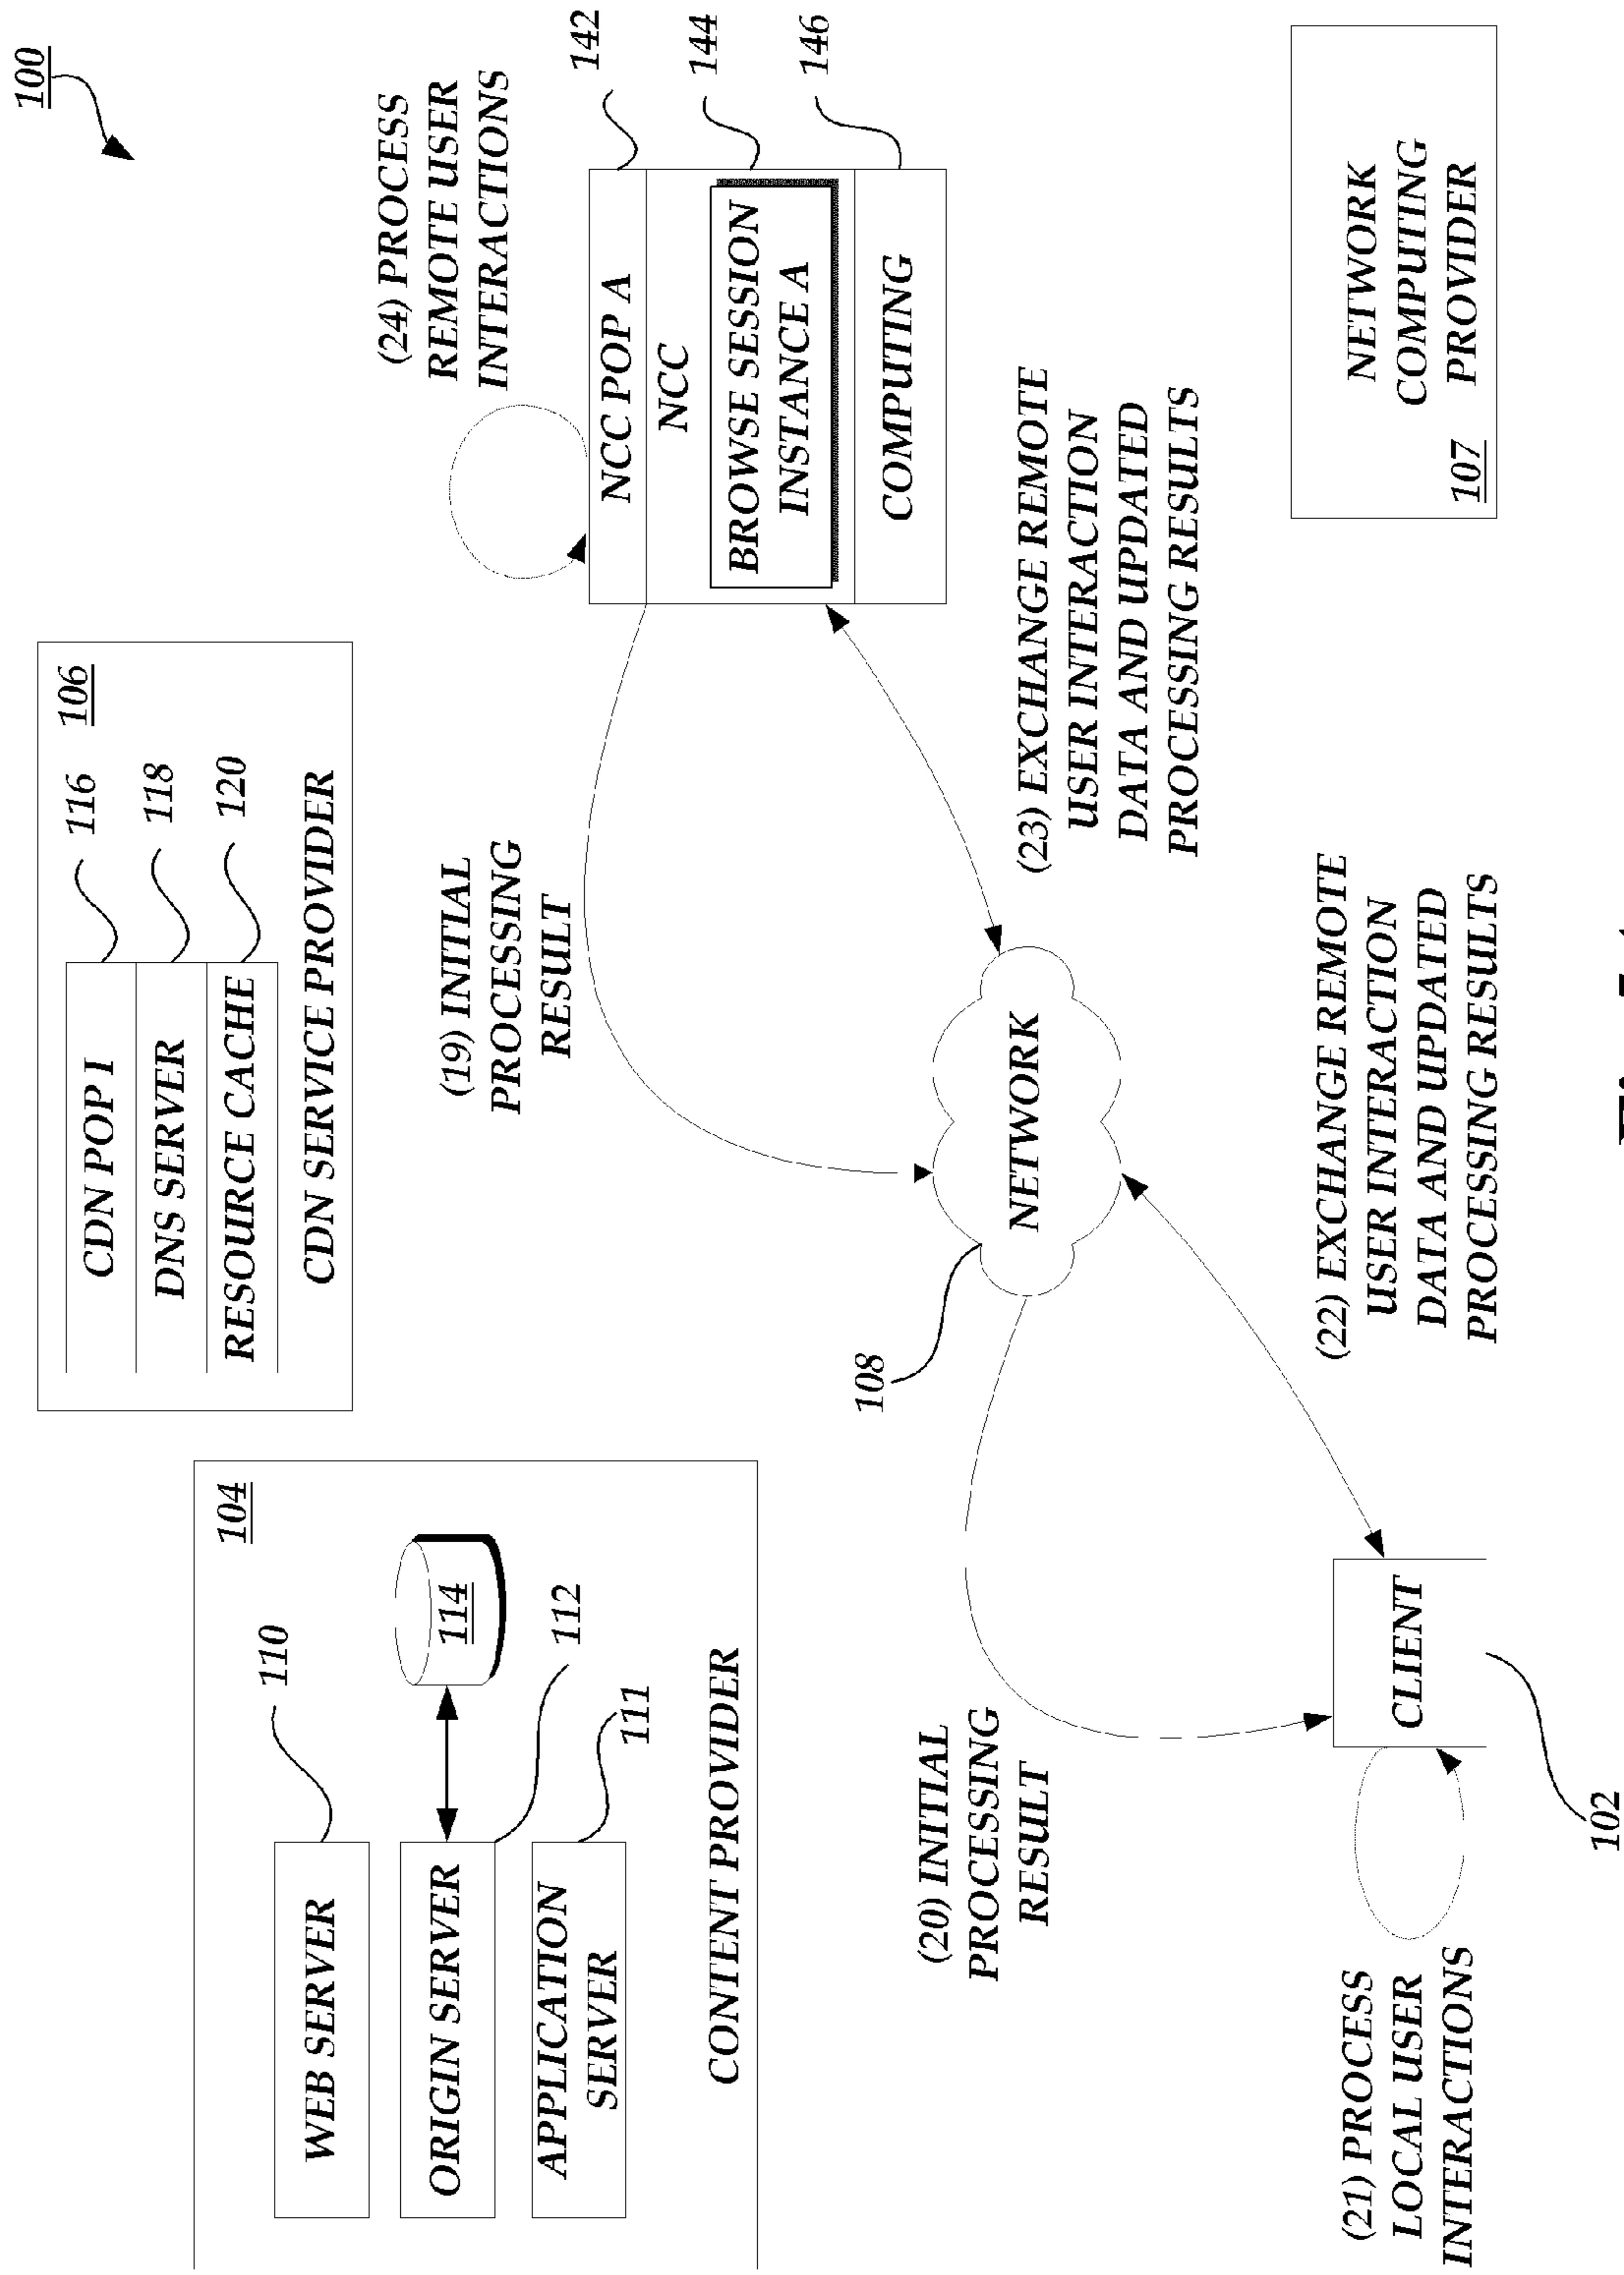 100
104
WEB SERVER
110
ORIGIN SERVER
114
112
APPLICATION
SERVER
111
CONTENT PROVIDER
106
CDN POP I
116
DNS SERVER
118
RESOURCE CACHE
120
CDN SERVICE PROVIDER
(24) PROCESS
REMOTE USER
INTERACTIONS
NCC POP A
142
NCC
BROWSE SESSION
INSTANCE A
144
COMPUTING
146
(19) INITIAL
PROCESSING
RESULT
(20) INITIAL
PROCESSING
RESULT
108
NETWORK
(23) EXCHANGE REMOTE
USER INTERACTION
DATA AND UPDATED
PROCESSING RESULTS
(21) PROCESS
LOCAL USER
INTERACTIONS
CLIENT
102
(22) EXCHANGE REMOTE
USER INTERACTION
DATA AND UPDATED
PROCESSING RESULTS
NETWORK
COMPUTING
PROVIDER
107